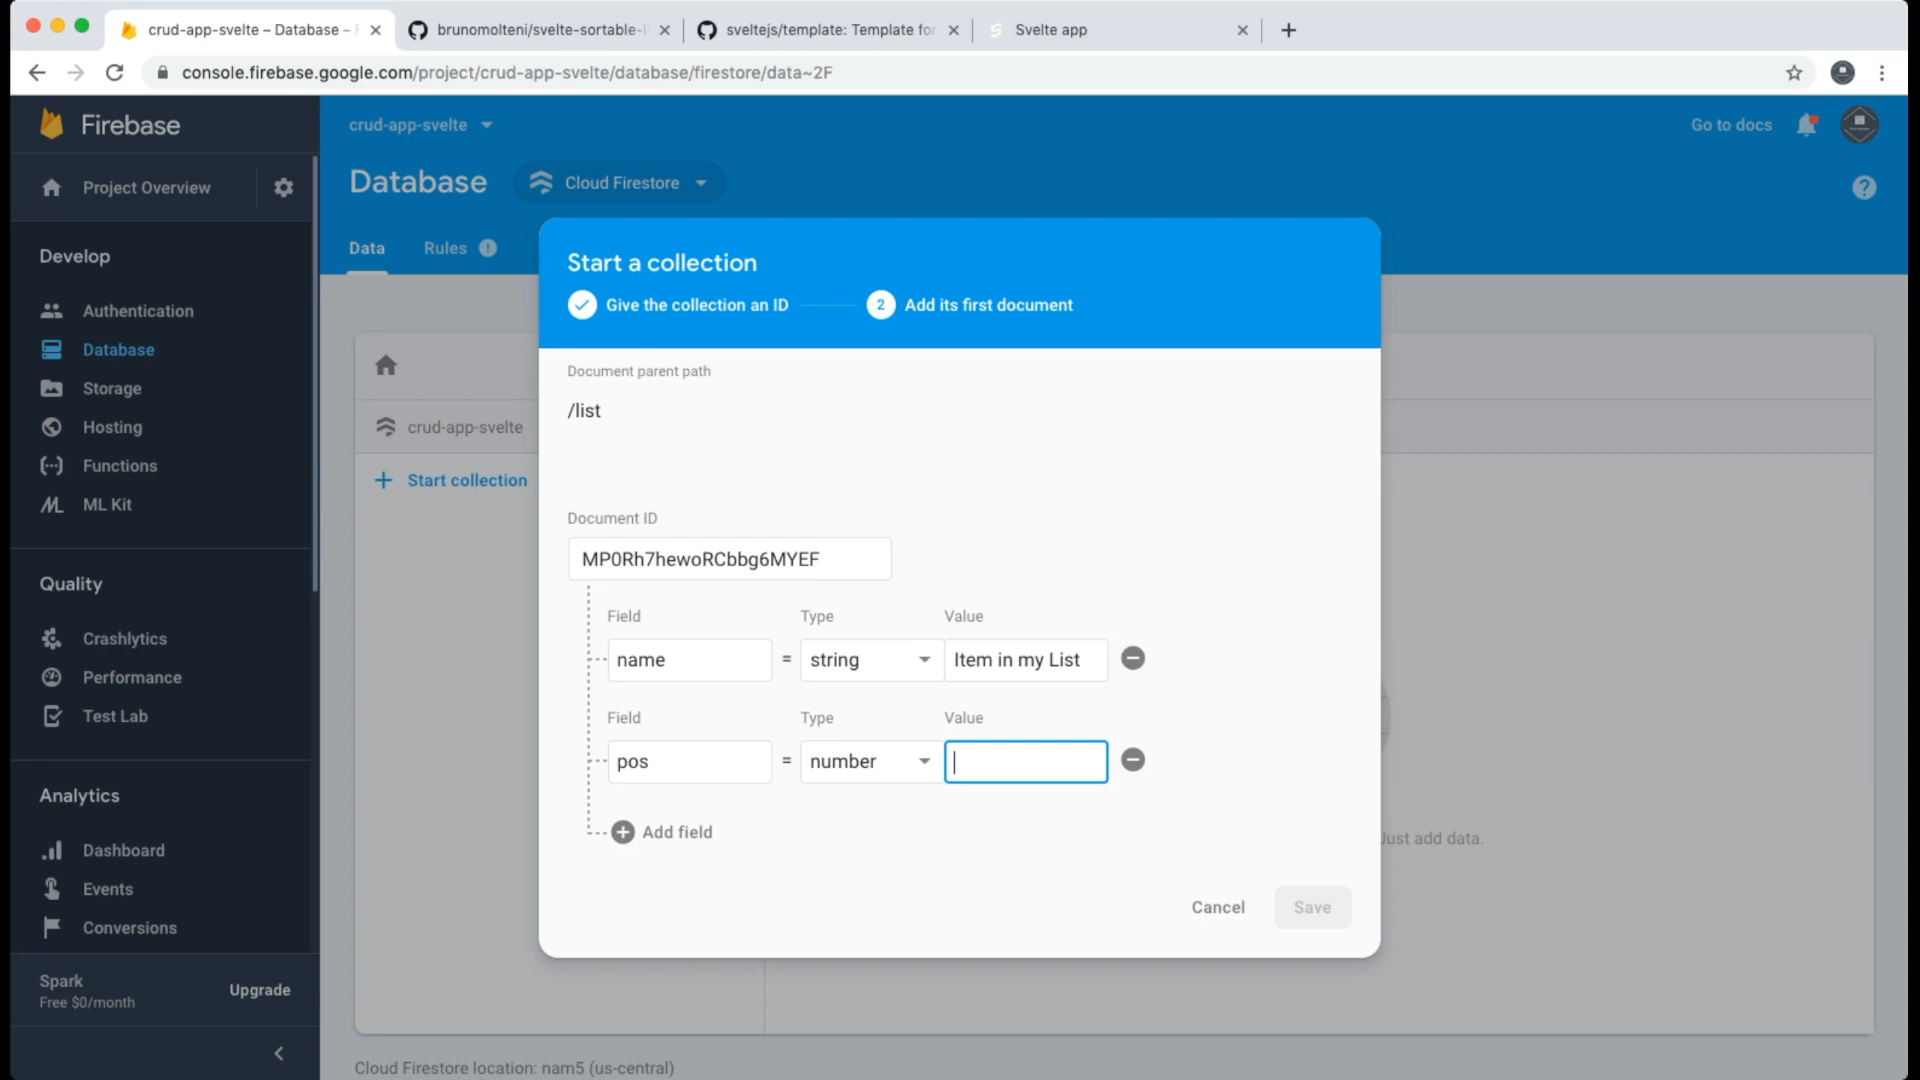 crud-app-svelte – Database –
brunomolteni/svelte-sortable-li
sveltejs/template: Template for
Svelte app
console.firebase.google.com/project/crud-app-svelte/database/firestore/data~2F
Firebase
crud-app-svelte
Go to docs
Project Overview
Database
Cloud Firestore
Data
Rules
Develop
Authentication
Database
Storage
Hosting
Functions
ML Kit
Quality
Crashlytics
Performance
Test Lab
Analytics
Dashboard
Events
Conversions
Spark
Free $0/month
Upgrade
crud-app-svelte
Start collection
Start a collection
Give the collection an ID
2 Add its first document
Document parent path
/list
Document ID
MP0Rh7hewoRCbbg6MYEF
Field Type Value
name = string Item in my List
Field Type Value
pos = number
Add field
Just add data.
Cancel Save
Cloud Firestore location: nam5 (us-central)